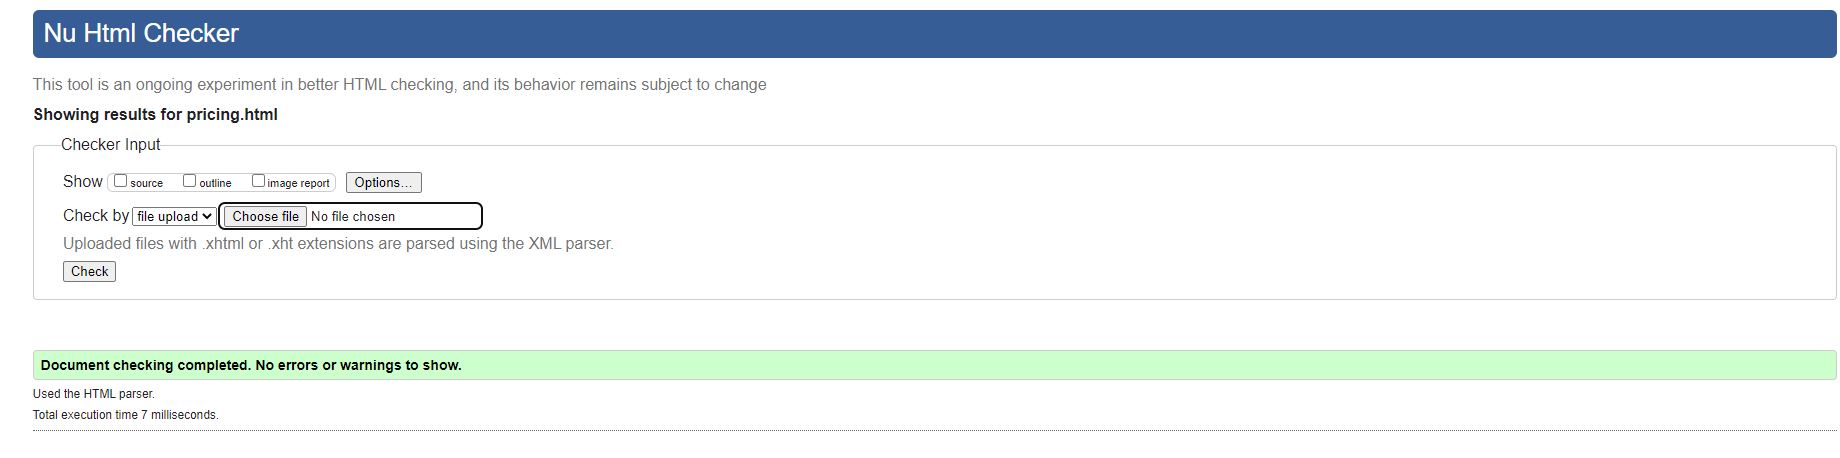 Nu Html Checker
This tool is an ongoing experiment in better HTML checking, and its behavior remains subject to change
Showing results for pricing.html
Checker Input
Show source outline image report Options...
Check by file upload Choose file No file chosen
Uploaded files with .xhtml or .xht extensions are parsed using the XML parser.
Check
Document checking completed. No errors or warnings to show.
Used the HTML parser.
Total execution time 7 milliseconds.